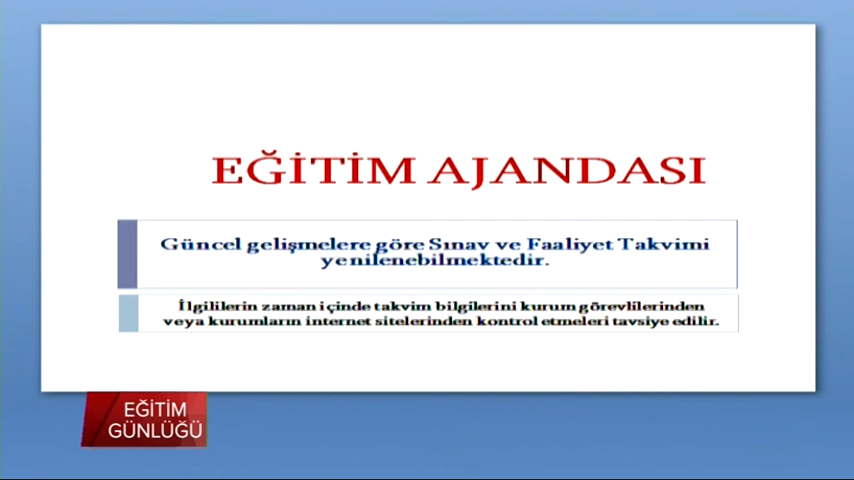 EĞİTİM AJANDASI
Güncel gelişmelere göre Sınav ve Faaliyet Takvimi
yenilenebilmektedir.
İlgililerin zaman içinde takvim bilgilerini kurum görevlilerinden
veya kurumların internet sitelerinden kontrol etmeleri tavsiye edilir.
EĞİTİM
GÜNLÜĞÜ